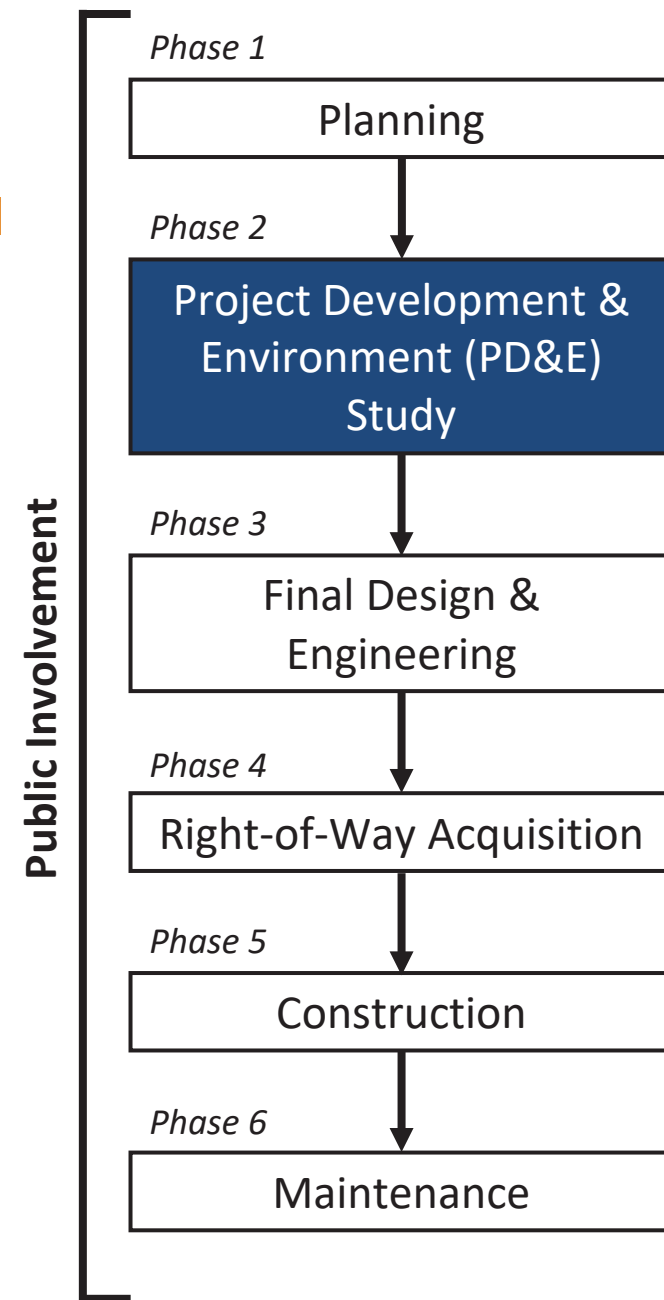 Phase 1
Planning
Phase 2
Project Development &
Environment (PD&E)
Study
Phase 3
Final Design &
Engineering
Phase 4
Right-of-Way Acquisition
Phase 5
Construction
Phase 6
Maintenance
Public Involvement